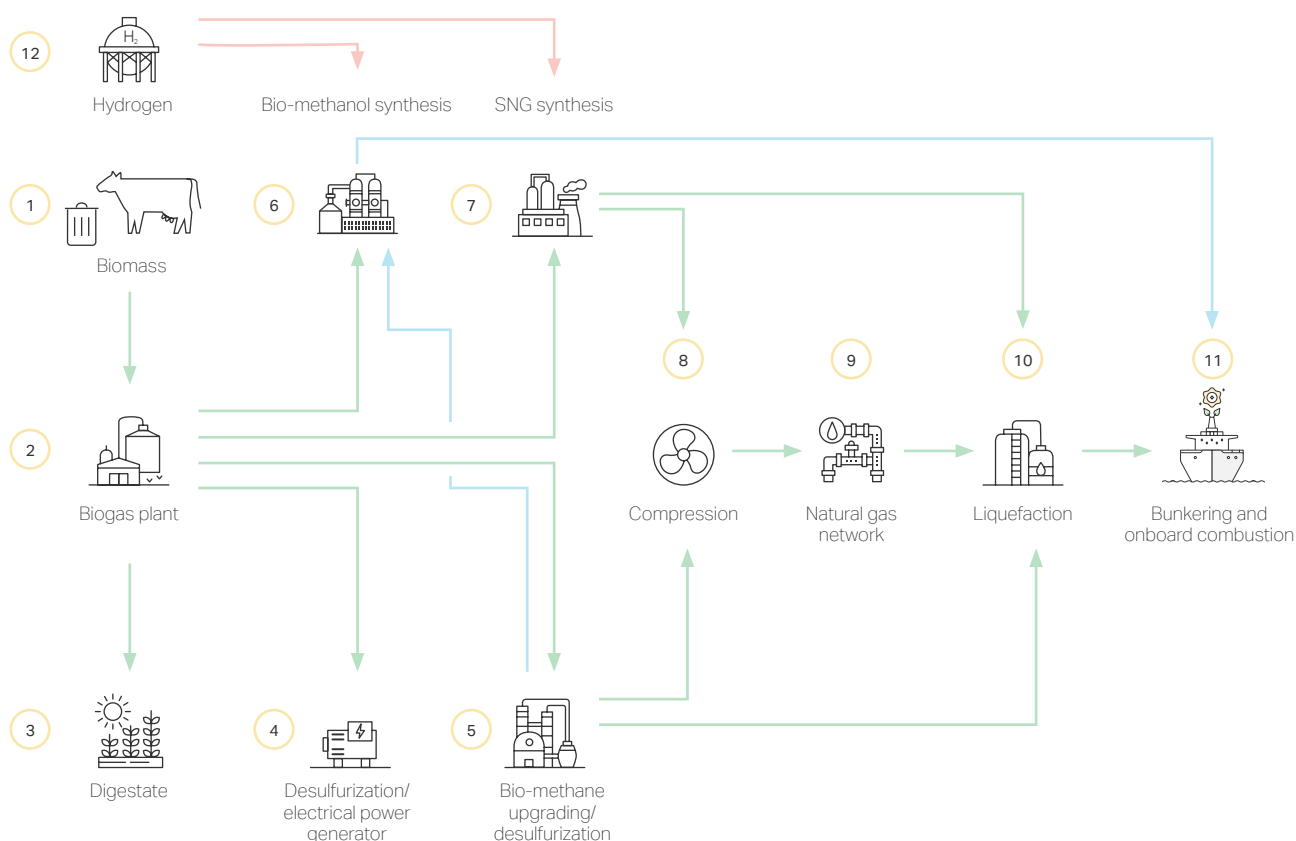 12
H2
Hydrogen
Bio-methanol synthesis
SNG synthesis
1
6
7
Biomass
8
9
10
11
2
Biogas plant
Compression
Natural gas
network
Liquefaction
Bunkering and
onboard combustion
3
4
5
Digestate
Desulfurization/
electrical power
generator
Bio-methane
upgrading/
desulfurization